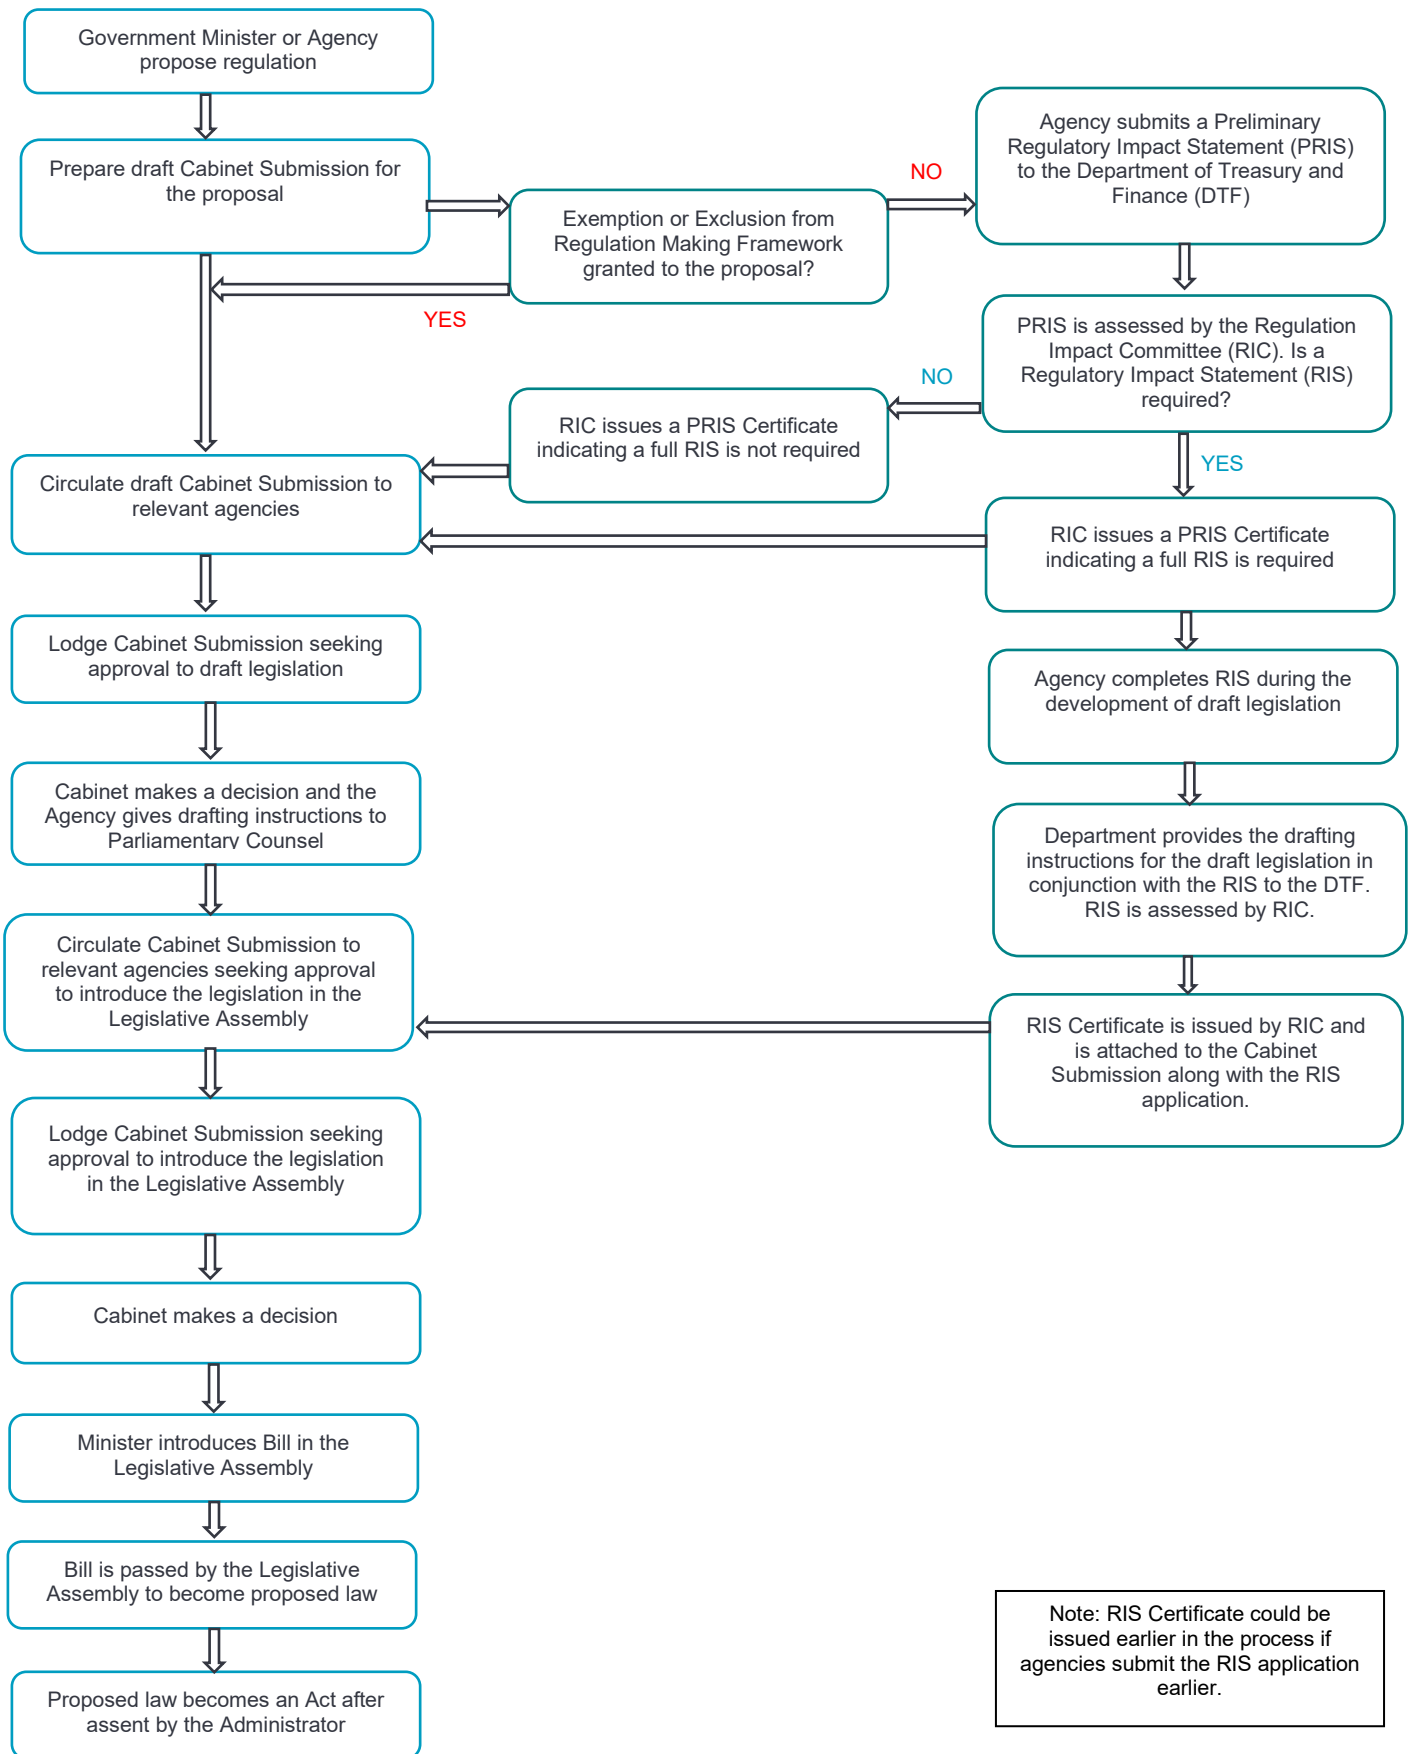 Government Minister or Agency
propose regulation
Prepare draft Cabinet Submission for
the proposal
Exemption or Exclusion from
Regulation Making Framework
granted to the proposal?
NO
YES
Agency submits a Preliminary
Regulatory Impact Statement (PRIS)
to the Department of Treasury and
Finance (DTF)
PRIS is assessed by the Regulation
Impact Committee (RIC). Is a
Regulatory Impact Statement (RIS)
required?
NO
YES
RIC issues a PRIS Certificate
indicating a full RIS is not required
Circulate draft Cabinet Submission to
relevant agencies
RIC issues a PRIS Certificate
indicating a full RIS is required
Lodge Cabinet Submission seeking
approval to draft legislation
Agency completes RIS during the
development of draft legislation
Cabinet makes a decision and the
Agency gives drafting instructions to
Parliamentary Counsel
Department provides the drafting
instructions for the draft legislation in
conjunction with the RIS to the DTF.
RIS is assessed by RIC.
Circulate Cabinet Submission to
relevant agencies seeking approval
to introduce the legislation in the
Legislative Assembly
RIS Certificate is issued by RIC and
is attached to the Cabinet
Submission along with the RIS
application.
Lodge Cabinet Submission seeking
approval to introduce the legislation
in the Legislative Assembly
Cabinet makes a decision
Minister introduces Bill in the
Legislative Assembly
Bill is passed by the Legislative
Assembly to become proposed law
Proposed law becomes an Act after
assent by the Administrator
Note: RIS Certificate could be
issued earlier in the process if
agencies submit the RIS application
earlier.